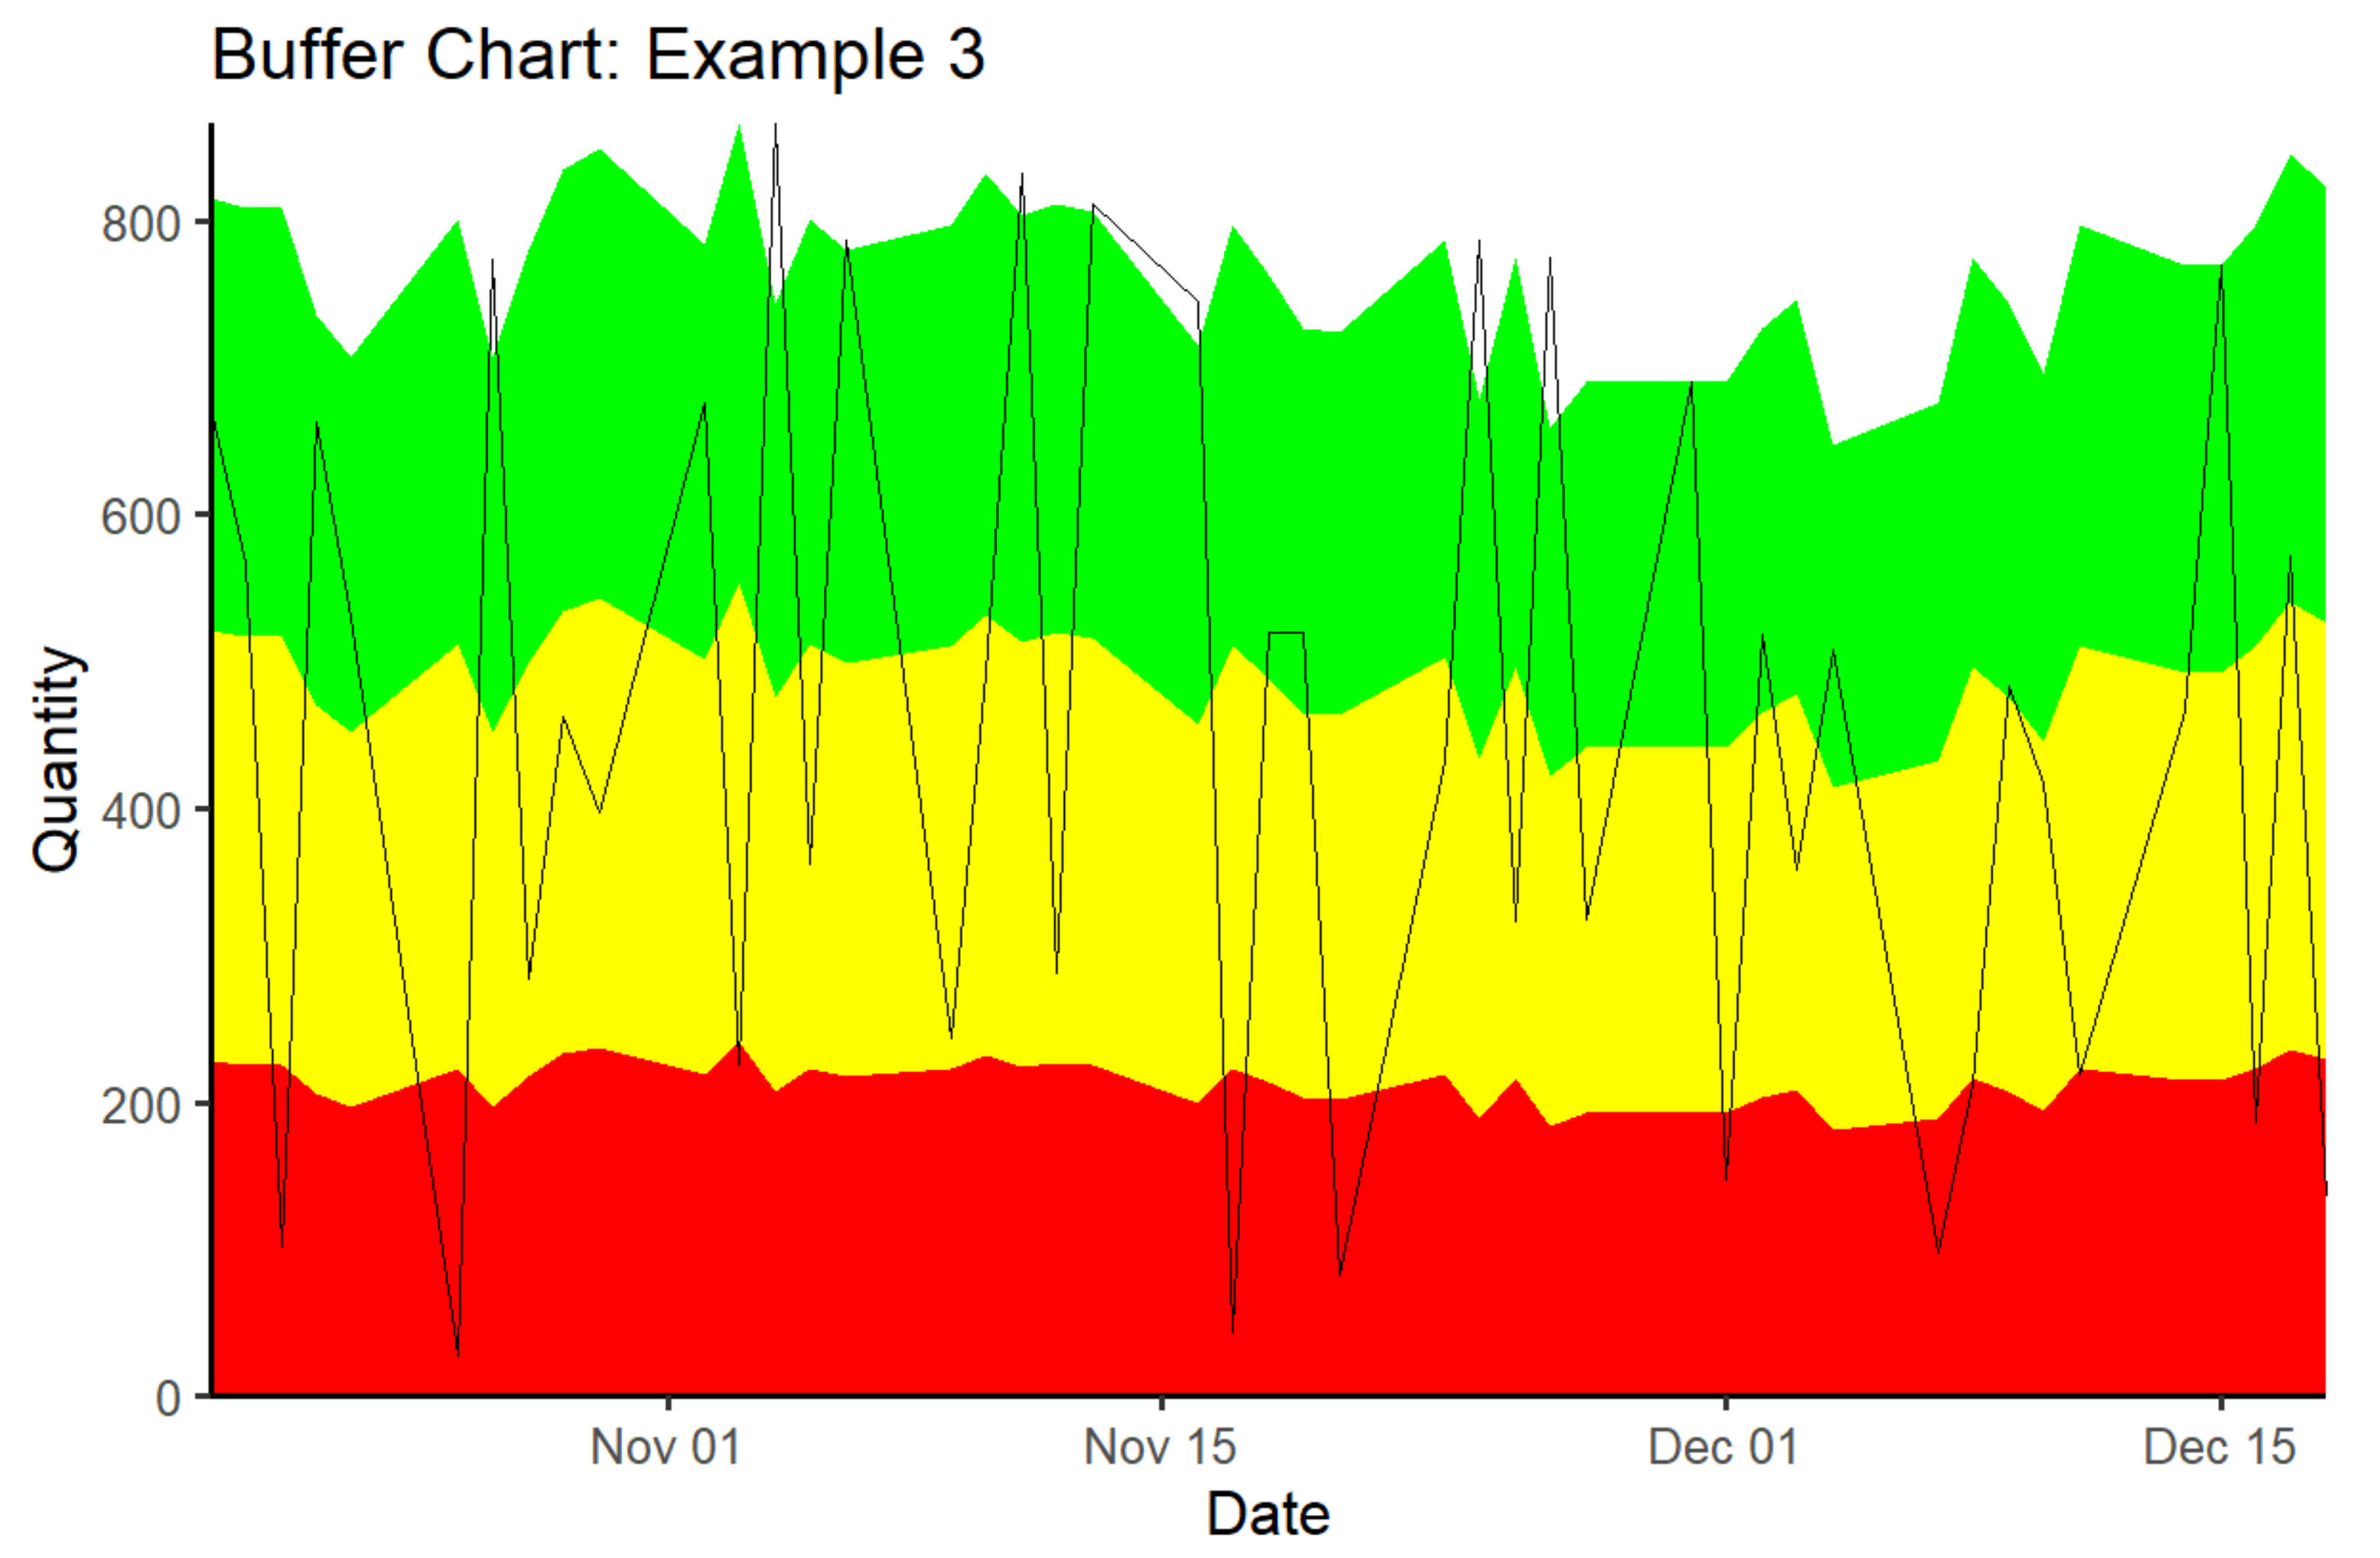 Buffer Chart: Example 3
800
600
400
200
0
Quantity
Nov 01
Nov 15
Dec 01
Dec 15
Date